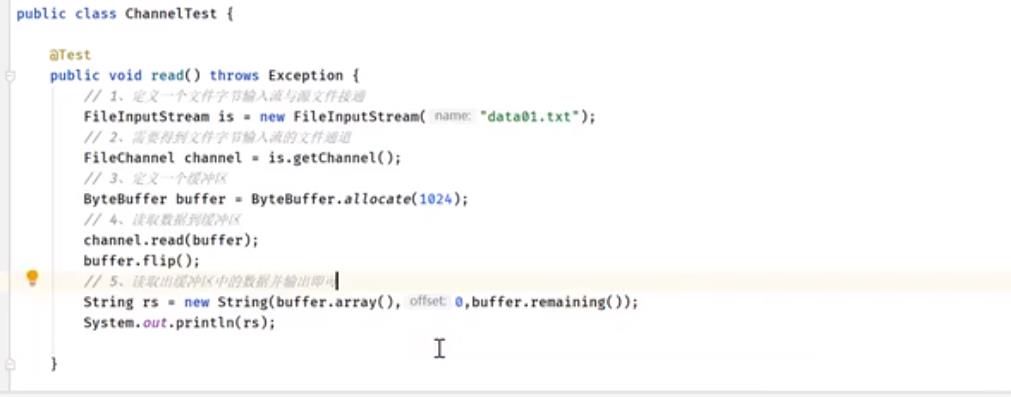 public class ChannelTest {
@Test
public void read() throws Exception {
// 1、定义一个文件字节输入流与源文件接通
FileInputStream is = new FileInputStream( name: "data01.txt");
// 2、需要得到文件字节输入流的文件通道
FileChannel channel = is.getChannel();
// 3、定义一个缓冲区
ByteBuffer buffer = ByteBuffer.allocate(1024);
// 4、读取数据到缓冲区
channel.read(buffer);
buffer.flip();
// 5、读取出缓冲区中的数据并输出即可
String rs = new String(buffer.array(), offset: 0,buffer.remaining());
System.out.println(rs);
}